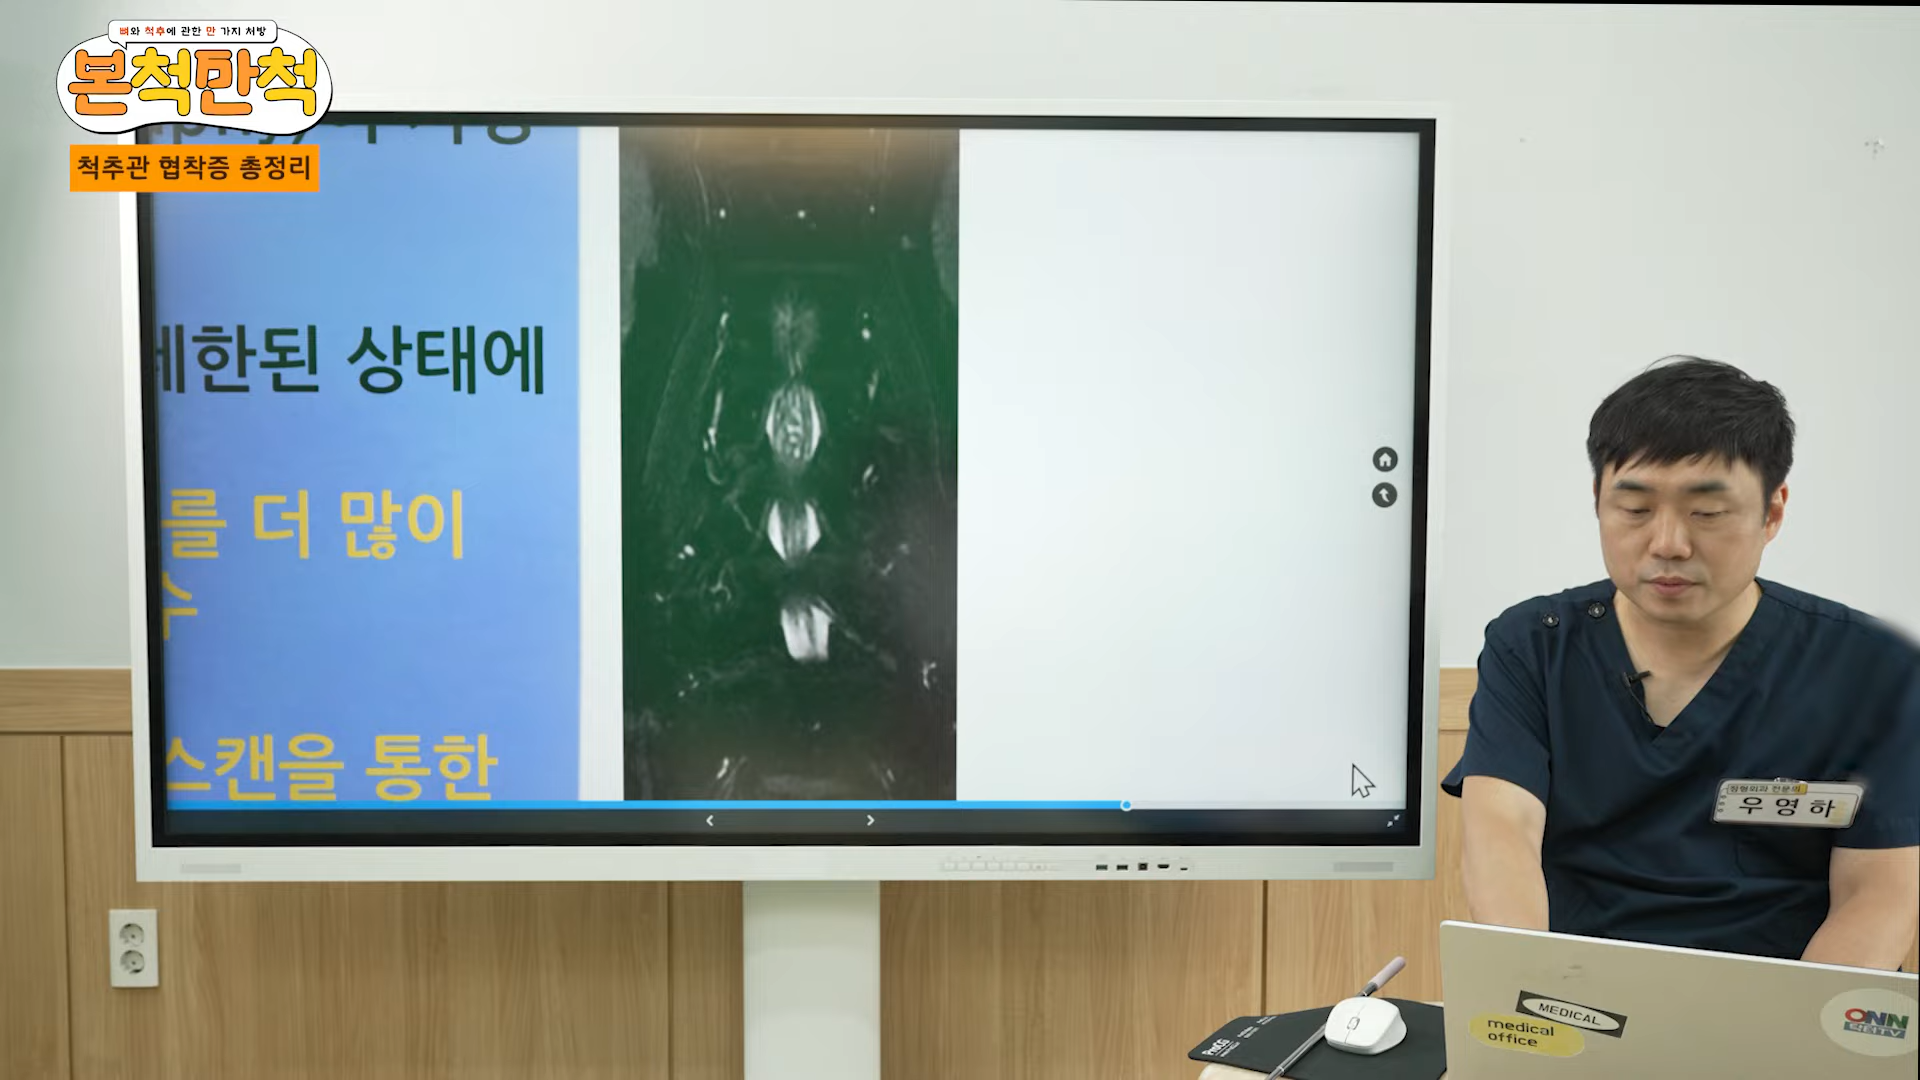 뼈와 척추에 관한 만 가지 처방
본척만척
척추관 협착증 총정리
제한된 상태에
를 더 많이
수
스캔을 통한
정형외과 전문의
우영하
MEDICAL
medical
office
ONN
ProCG